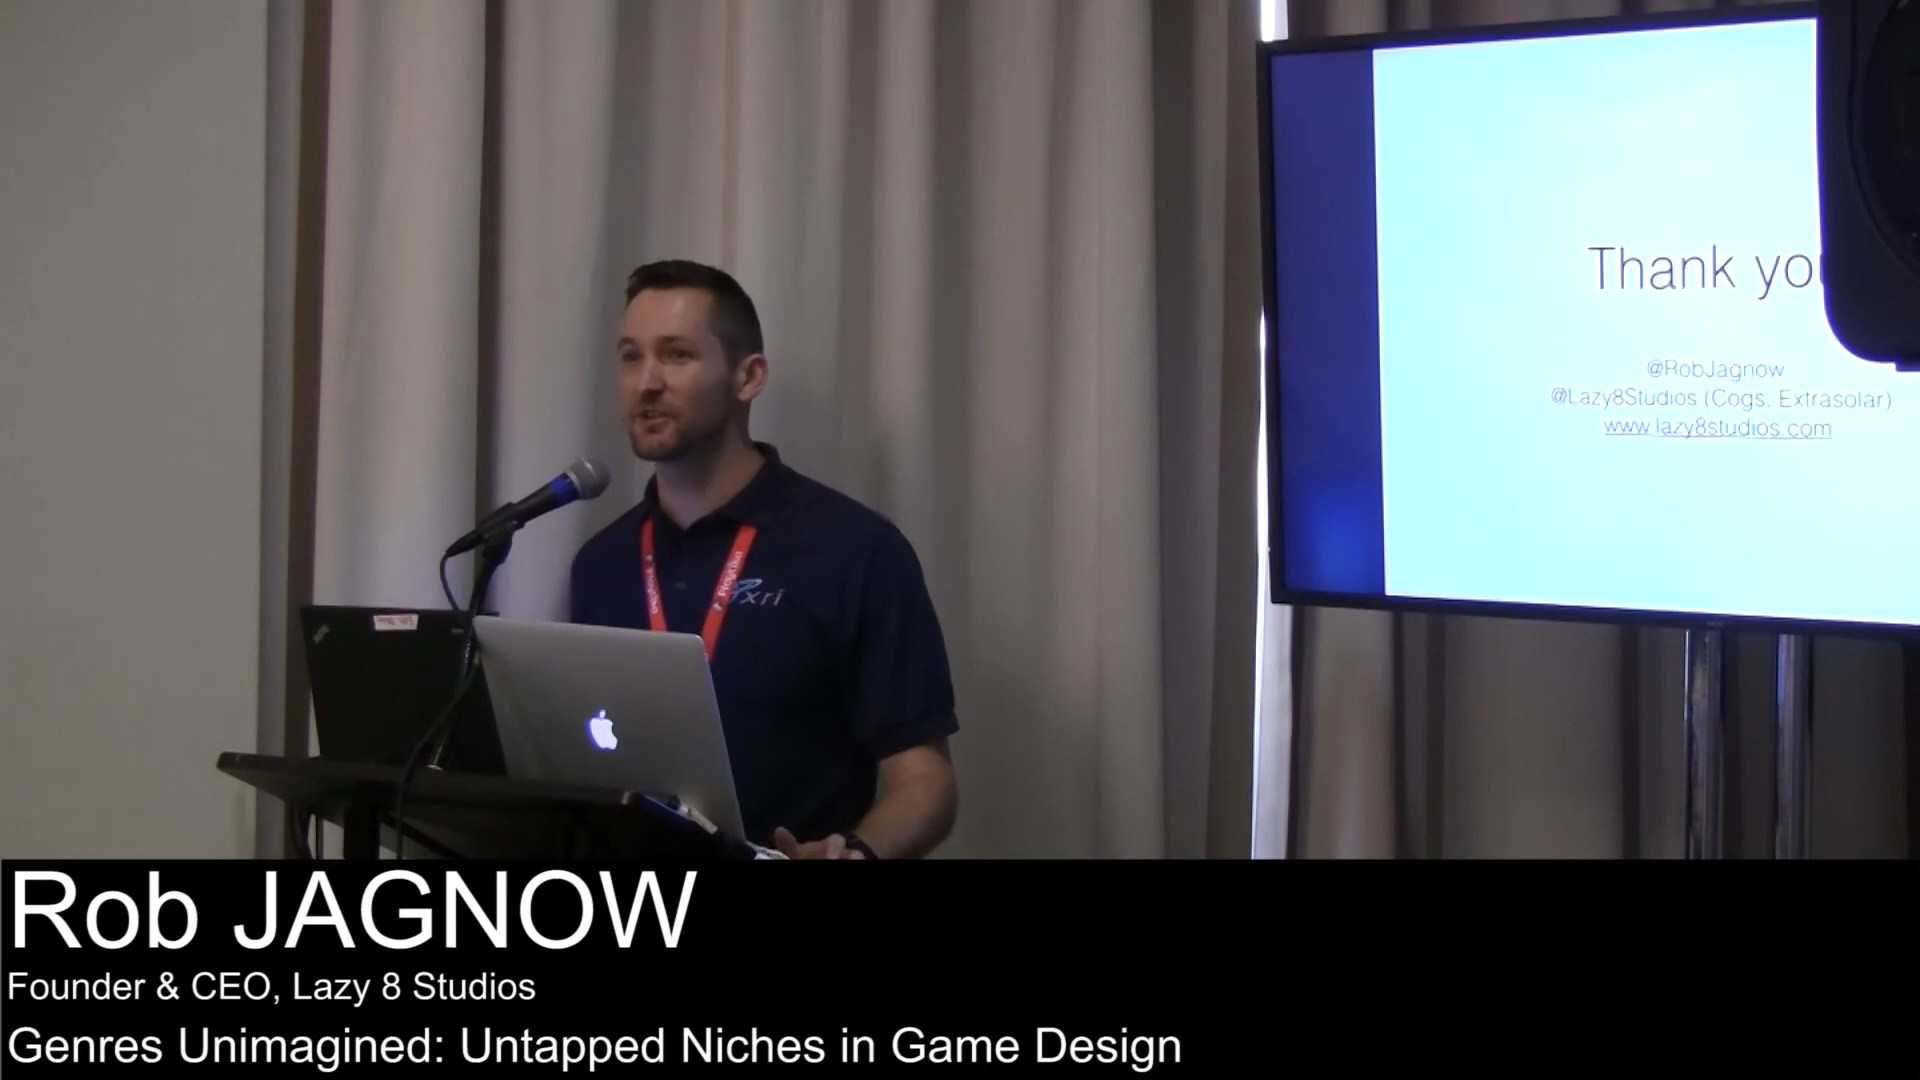 Thank yo
@RobJagnow
@Lazy8Studios (Cogs, Extrasolar)
www.lazy8studios.com
xri
Rob JAGNOW
Founder & CEO, Lazy 8 Studios
Genres Unimagined: Untapped Niches in Game Design